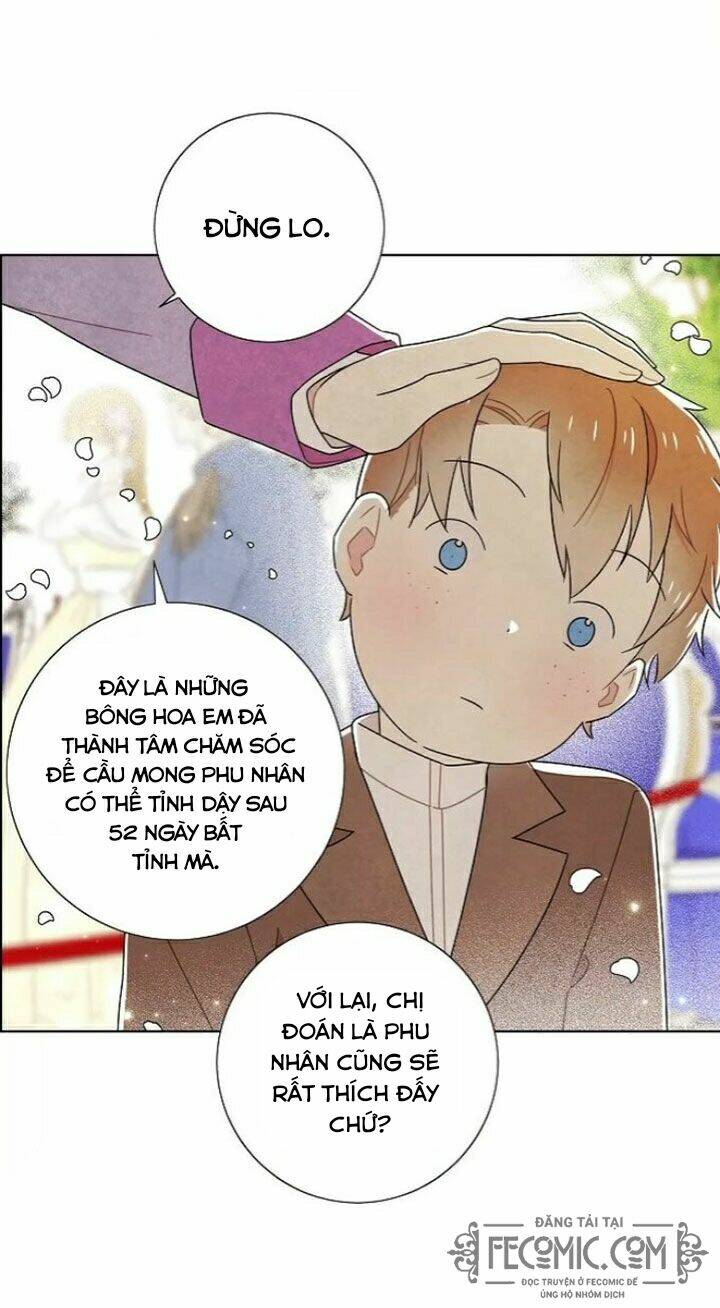 ĐỪNG LO.
ĐÂY LÀ NHỮNG
BÔNG HOA EM ĐÃ
THÀNH TÂM CHĂM SÓC
ĐỂ CẦU MONG PHU NHÂN
CÓ THỂ TỈNH DẬY SAU
52 NGÀY BẤT
TỈNH MÀ.
VỚI LẠI, CHỊ
ĐOÁN LÀ PHU
NHÂN CŨNG SẼ
RẤT THÍCH ĐẤY
CHỨ?
ĐĂNG TẢI TẠI
FECOMIC.COM
ĐỌC TRUYỆN Ở FECOMIC ĐỂ
ỦNG HỘ NHÓM DỊCH